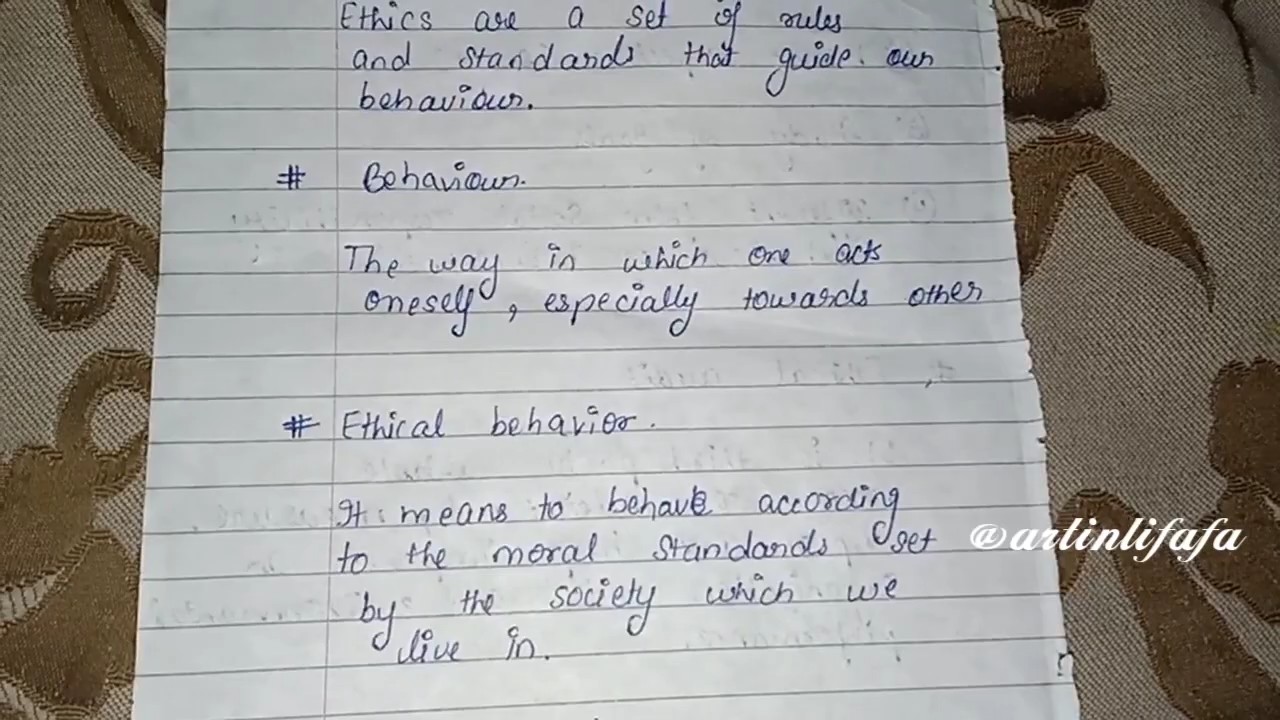 Ethics are a set of rules
and standards that guide our
behaviour.
# Behaviour.
The way in which one acts
oneself, especially towards other
# Ethical behavior.
It means to behave according
to the moral standards set
by the society which we
live in.
@artinlifafa